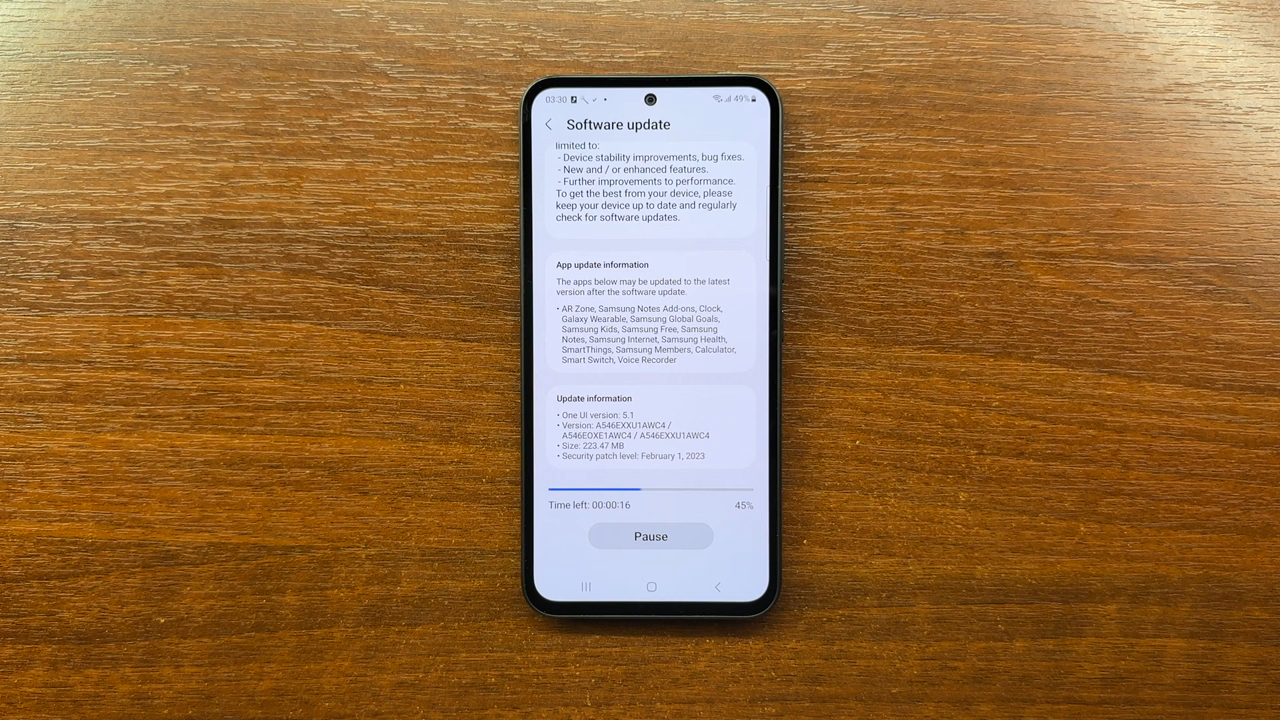 03:30 49%
Software update
limited to:
- Device stability improvements, bug fixes.
- New and / or enhanced features.
- Further improvements to performance.
To get the best from your device, please
keep your device up to date and regularly
check for software updates.
App update information
The apps below may be updated to the latest
version after the software update.
• AR Zone, Samsung Notes Add-ons, Clock,
Galaxy Wearable, Samsung Global Goals,
Samsung Kids, Samsung Free, Samsung
Notes, Samsung Internet, Samsung Health,
SmartThings, Samsung Members, Calculator,
Smart Switch, Voice Recorder
Update information
• One UI version: 5.1
• Version: A546EXXU1AWC4 /
A546EOXE1AWC4 / A546EXXU1AWC4
• Size: 223.47 MB
• Security patch level: February 1, 2023
Time left: 00:00:16 45%
Pause